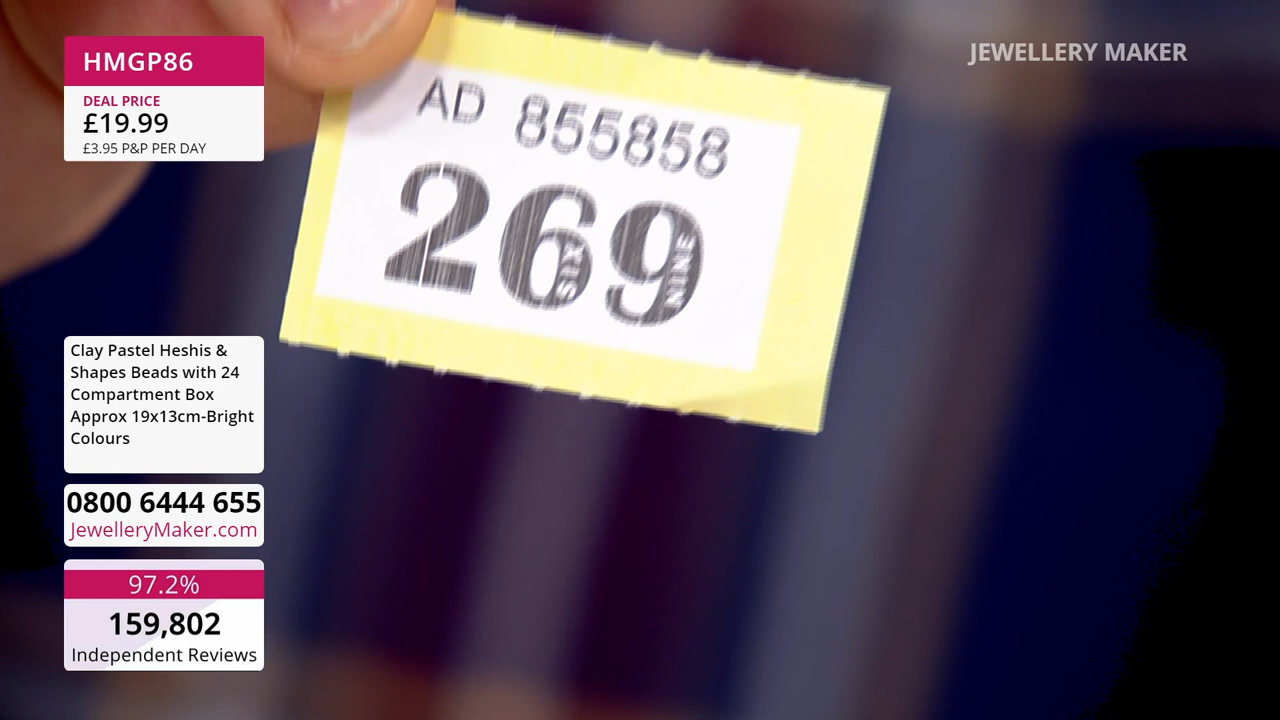 HMGP86
DEAL PRICE
£19.99
£3.95 P&P PER DAY
JEWELLERY MAKER
AD 855858
269
SIX
NINE
Clay Pastel Heshis &
Shapes Beads with 24
Compartment Box
Approx 19x13cm-Bright
Colours
0800 6444 655
JewelleryMaker.com
97.2%
159,802
Independent Reviews